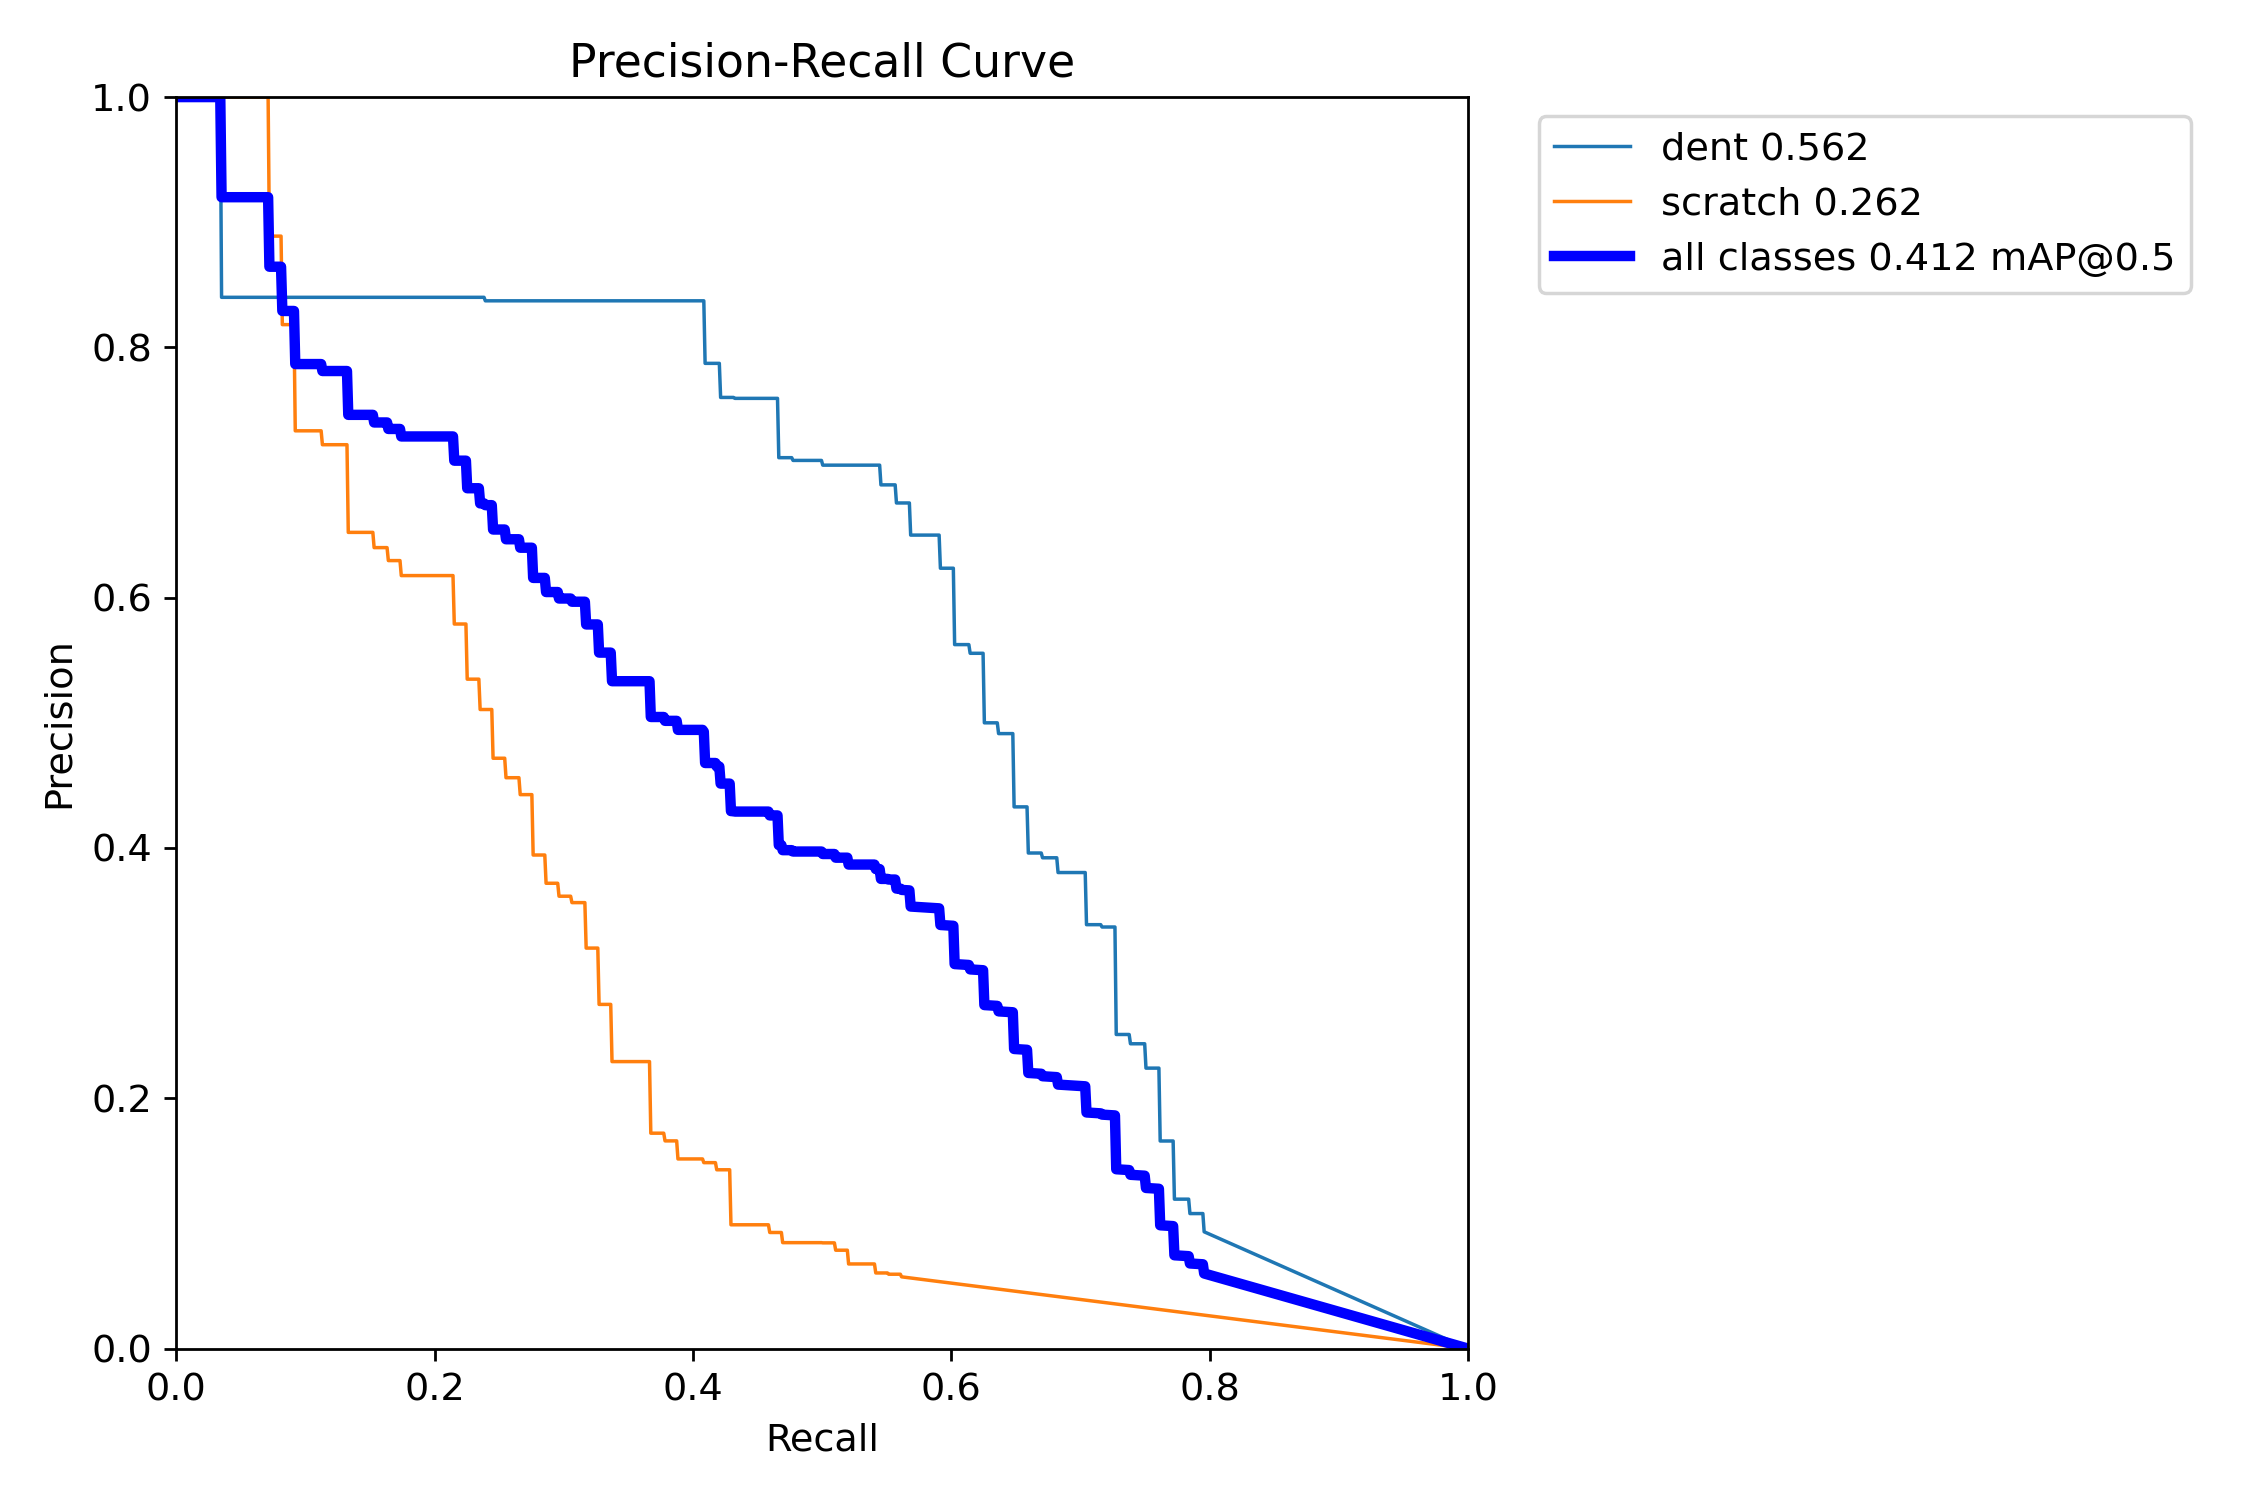 Precision-Recall Curve
dent 0.562
scratch 0.262
all classes 0.412 mAP@0.5
Precision
1.0
0.8
0.6
0.4
0.2
0.0
0.0 0.2 0.4 0.6 0.8 1.0
Recall